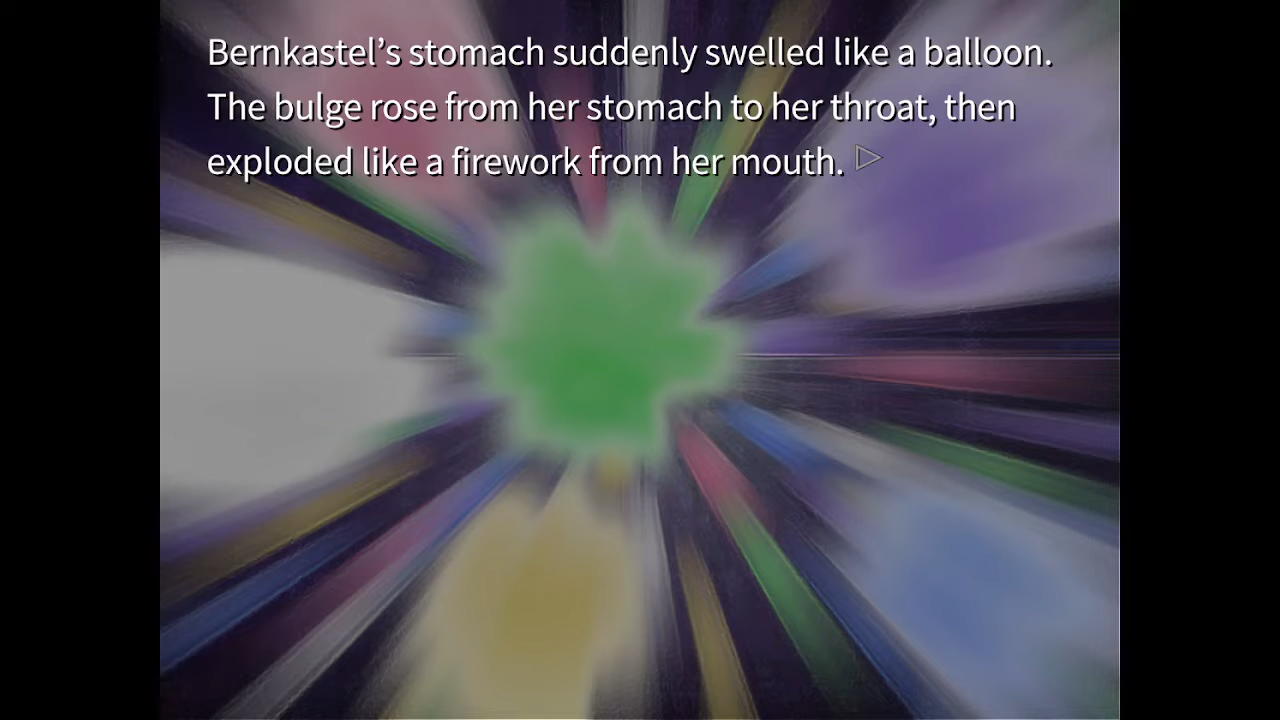 Bernkastel’s stomach suddenly swelled like a balloon.
The bulge rose from her stomach to her throat, then
exploded like a firework from her mouth.